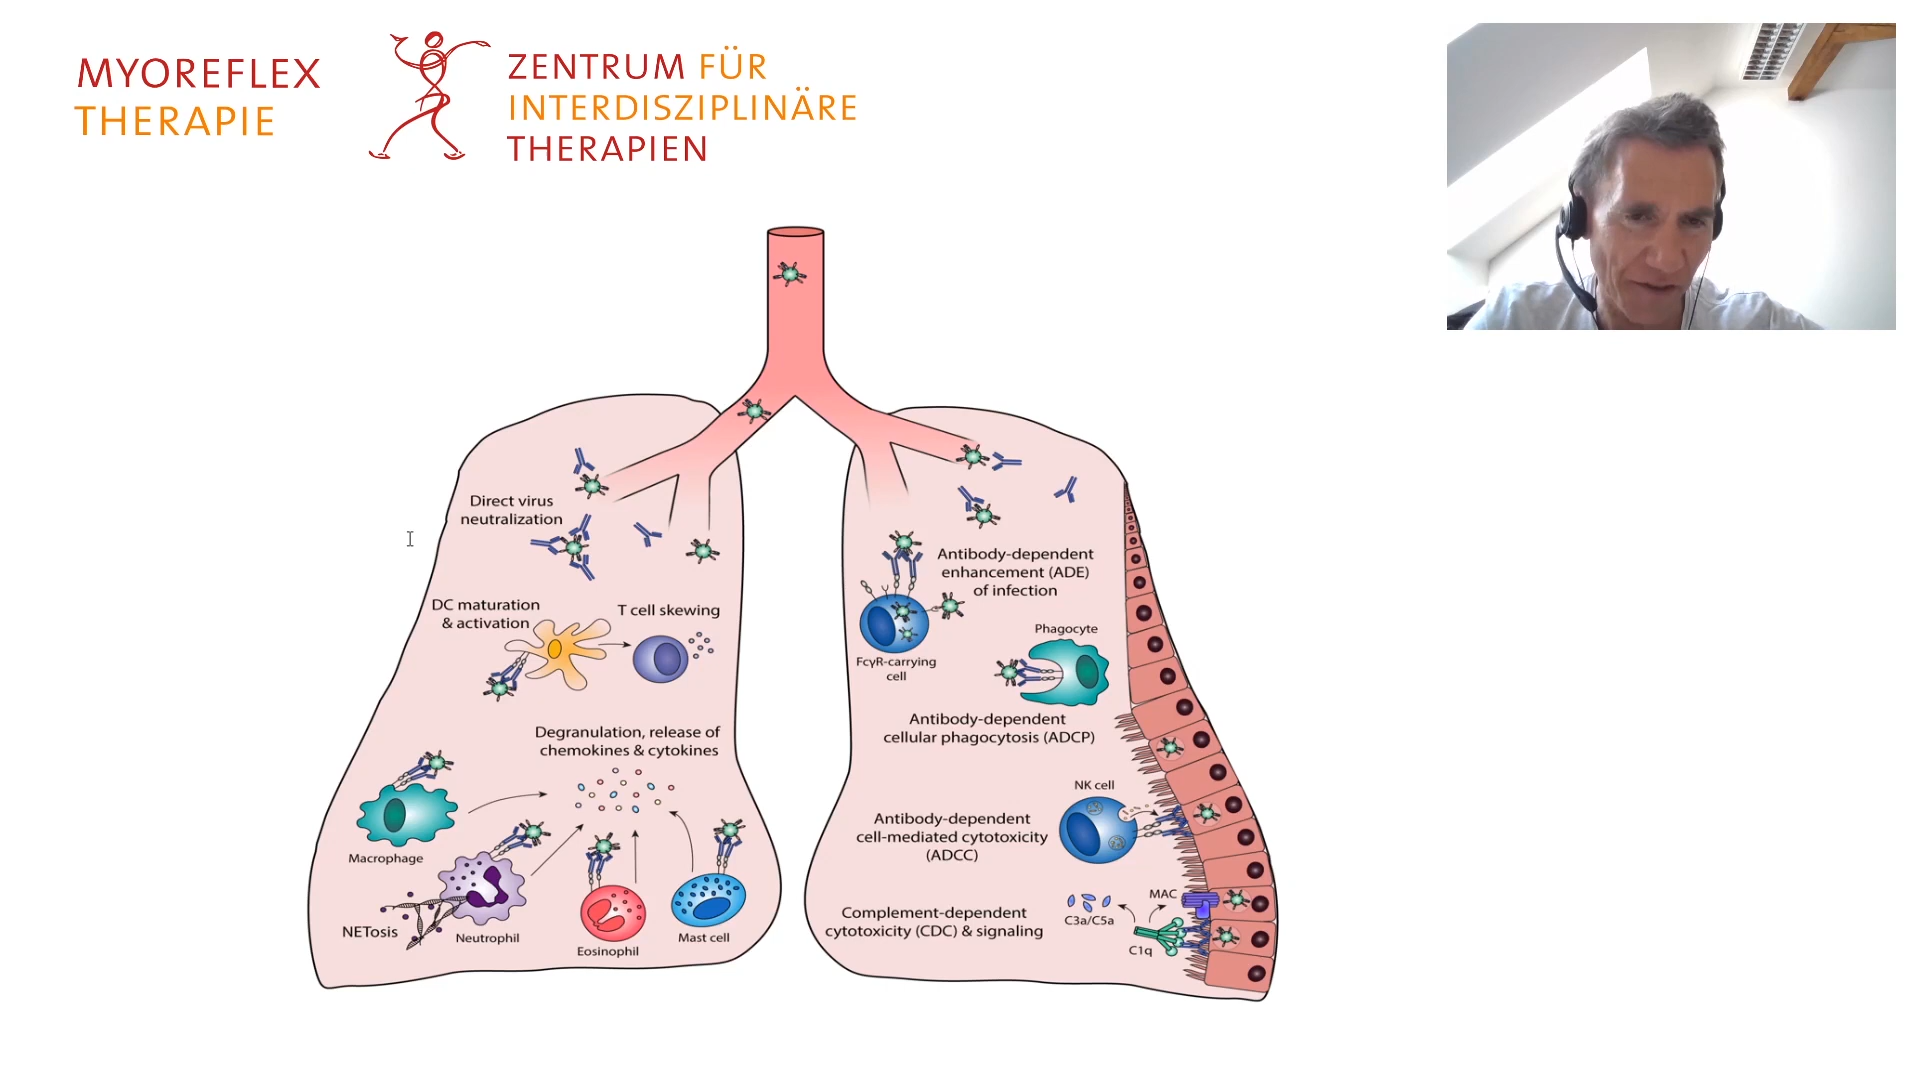 MYOREFLEX
THERAPIE
ZENTRUM FÜR
INTERDISZIPLINÄRE
THERAPIEN
Direct virus
neutralization
DC maturation
& activation
T cell skewing
Degranulation, release of
chemokines & cytokines
Macrophage
NETosis
Neutrophil
Eosinophil
Mast cell
Antibody-dependent
enhancement (ADE)
of infection
FcγR-carrying
cell
Phagocyte
Antibody-dependent
cellular phagocytosis (ADCP)
NK cell
Antibody-dependent
cell-mediated cytotoxicity
(ADCC)
MAC
C3a/C5a
C1q
Complement-dependent
cytotoxicity (CDC) & signaling